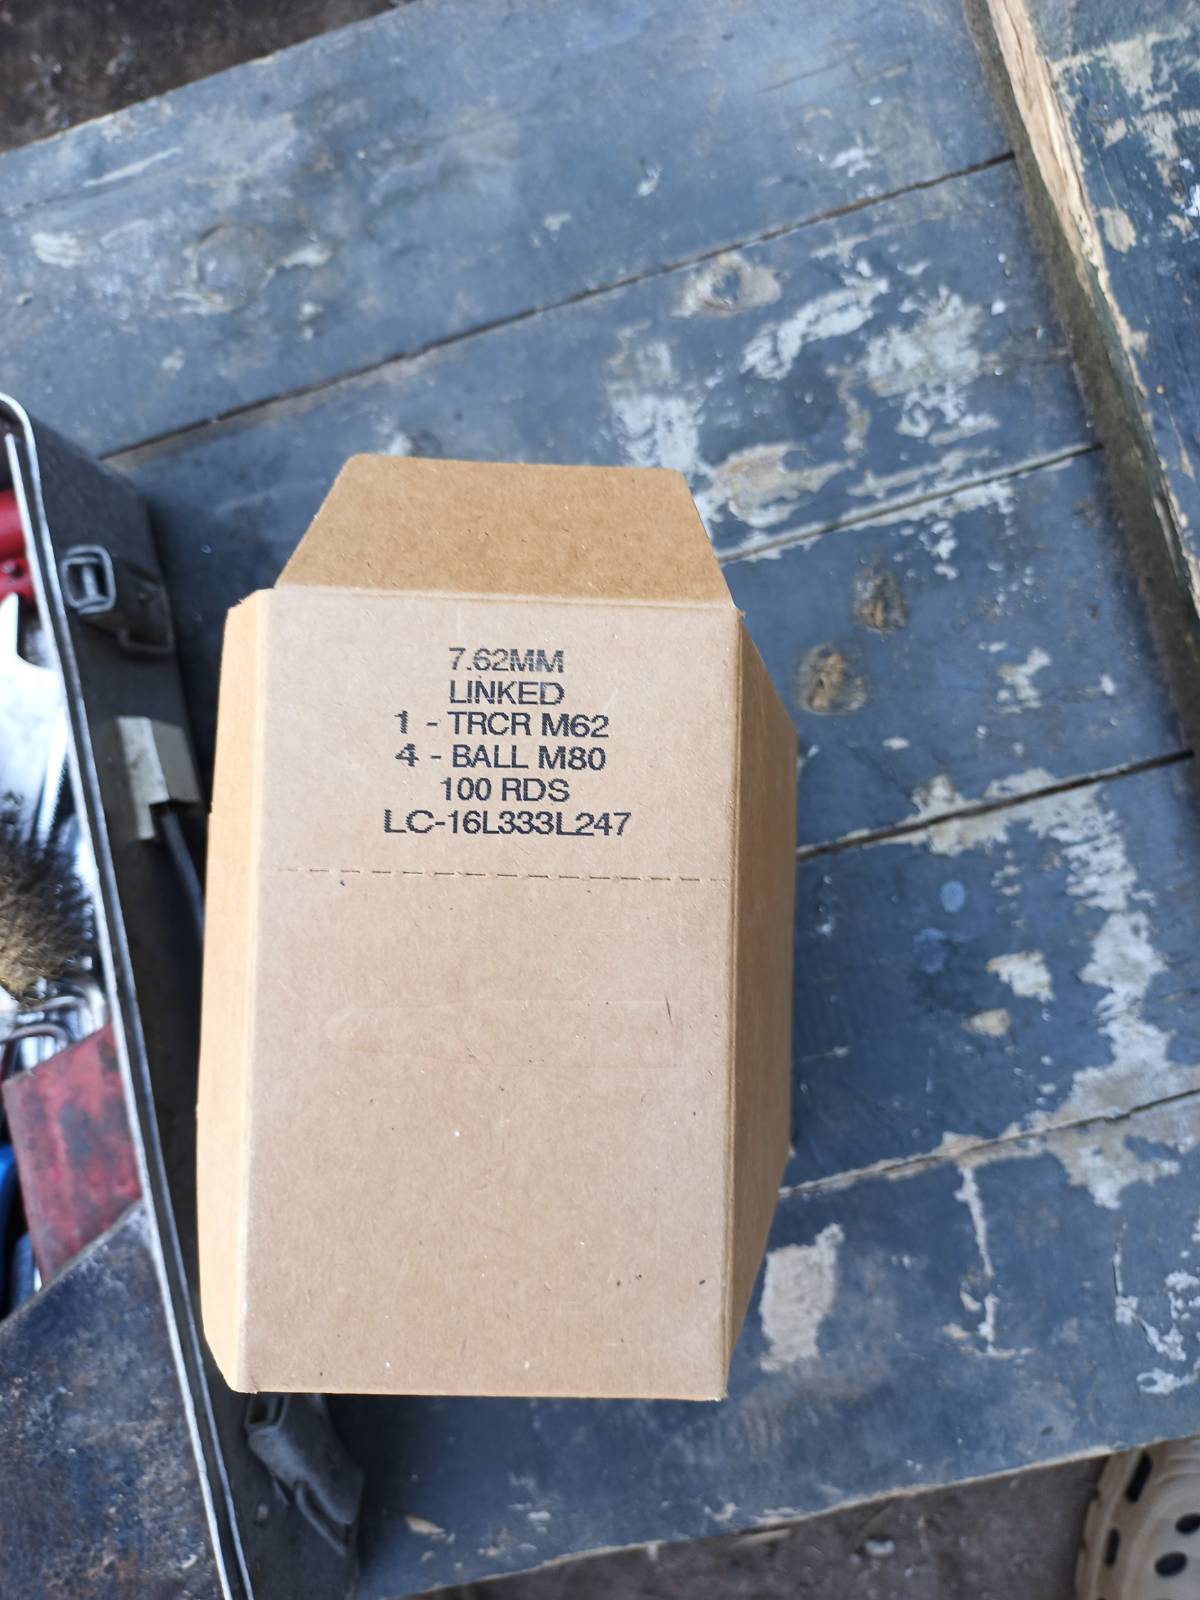 7.62MM
LINKED
1 - TRCR M62
4 - BALL M80
100 RDS
LC-16L333L247